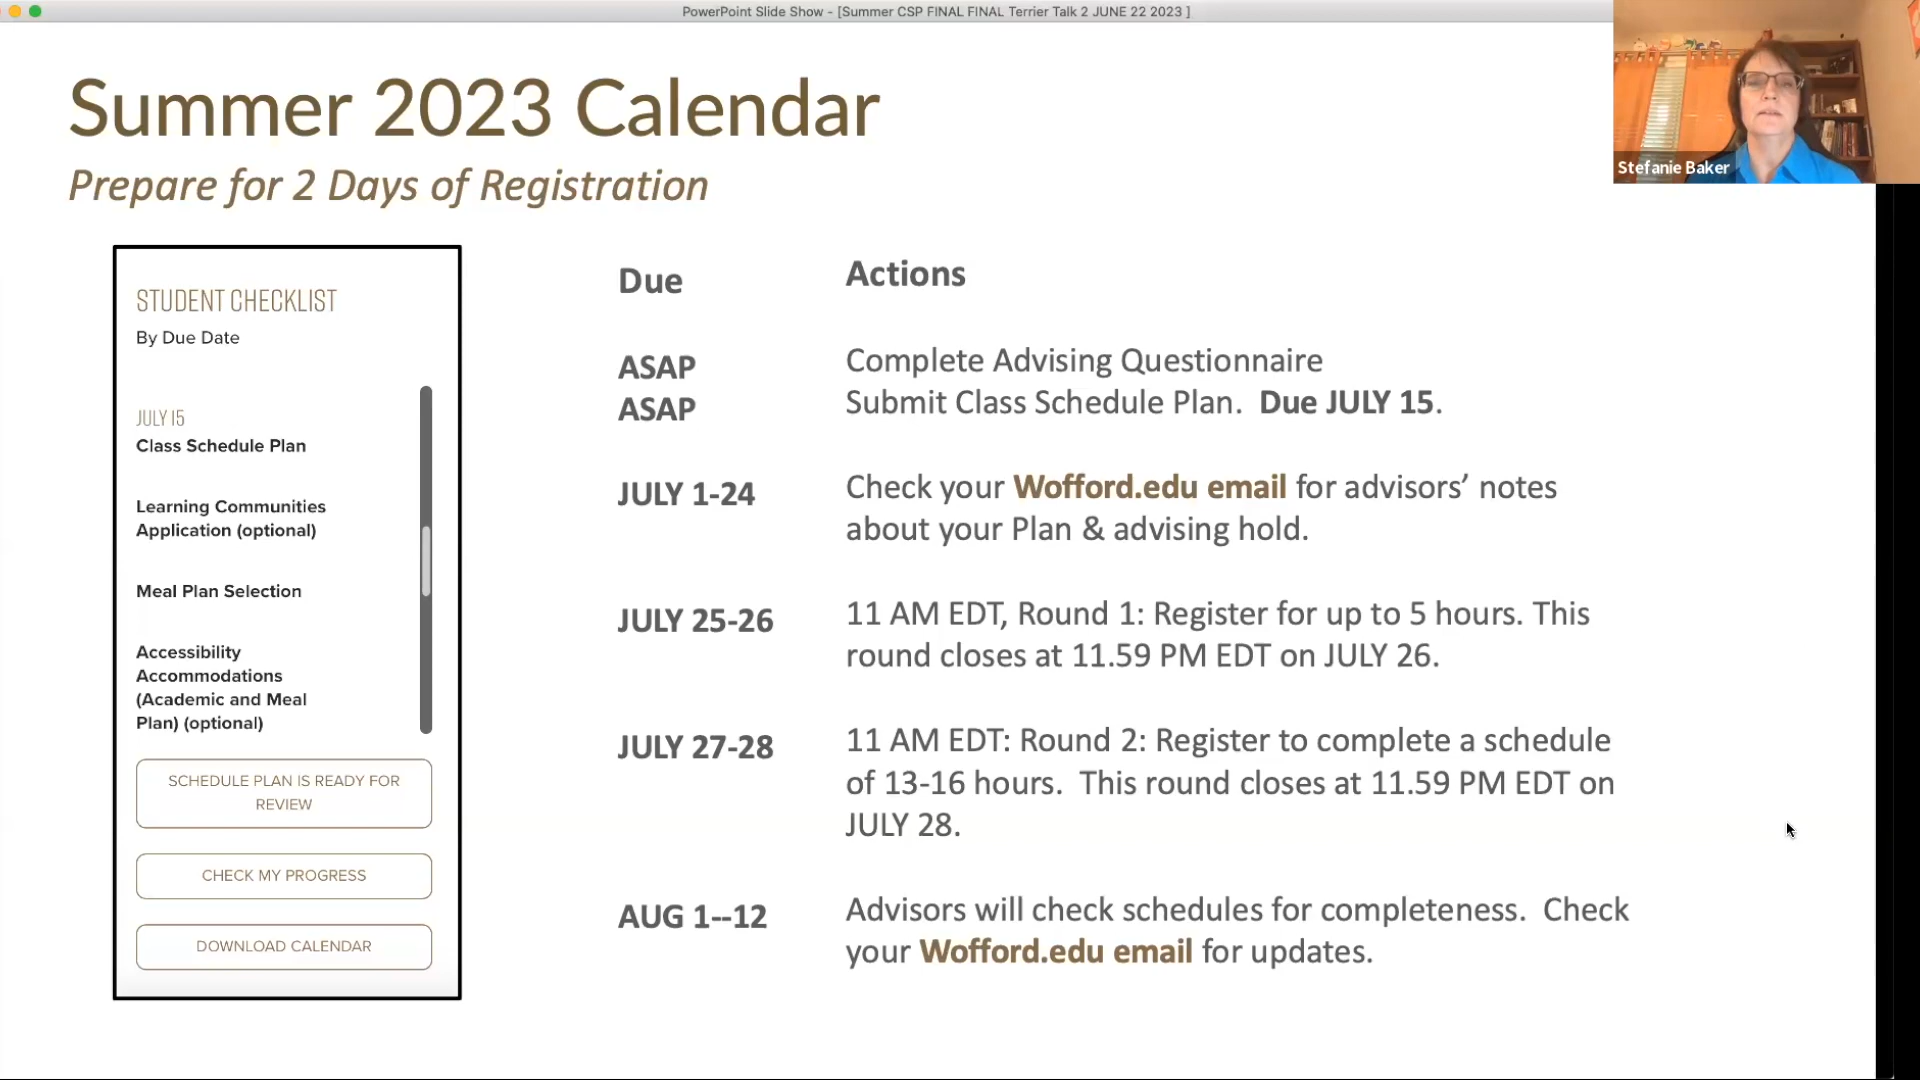 PowerPoint Slide Show - [Summer CSP FINAL FINAL Terrier Talk 2 JUNE 22 2023 ]
Stefanie Baker
Summer 2023 Calendar
Prepare for 2 Days of Registration
STUDENT CHECKLIST
By Due Date
JULY 15
Class Schedule Plan
Learning Communities
Application (optional)
Meal Plan Selection
Accessibility
Accommodations
(Academic and Meal
Plan) (optional)
SCHEDULE PLAN IS READY FOR
REVIEW
CHECK MY PROGRESS
DOWNLOAD CALENDAR
Due Actions
ASAP Complete Advising Questionnaire
ASAP Submit Class Schedule Plan. Due JULY 15.
JULY 1-24 Check your Wofford.edu email for advisors’ notes
about your Plan & advising hold.
JULY 25-26 11 AM EDT, Round 1: Register for up to 5 hours. This
round closes at 11.59 PM EDT on JULY 26.
JULY 27-28 11 AM EDT: Round 2: Register to complete a schedule
of 13-16 hours. This round closes at 11.59 PM EDT on
JULY 28.
AUG 1--12 Advisors will check schedules for completeness. Check
your Wofford.edu email for updates.